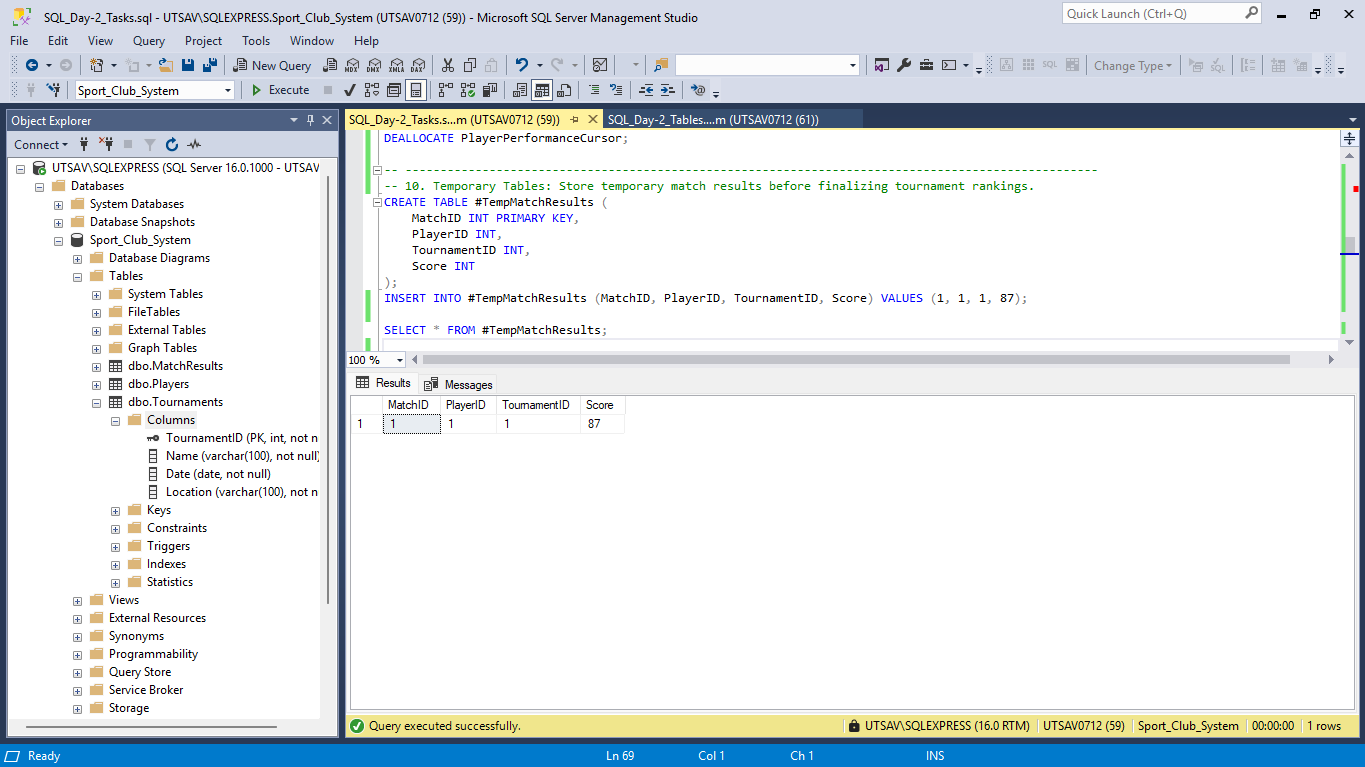 SQL_Day-2_Tasks.sql - UTSAV\SQLEXPRESS.Sport_Club_System (UTSAV0712 (59)) - Microsoft SQL Server Management Studio
Quick Launch (Ctrl+Q)
File Edit View Query Project Tools Window Help
New Query MDX DMX XMLA DAX SQL Change Type SQL
Sport_Club_System Execute
Object Explorer
Connect
UTSAV\SQLEXPRESS (SQL Server 16.0.1000 - UTSAV
Databases
System Databases
Database Snapshots
Sport_Club_System
Database Diagrams
Tables
System Tables
FileTables
External Tables
Graph Tables
dbo.MatchResults
dbo.Players
dbo.Tournaments
Columns
TournamentID (PK, int, not n
Name (varchar(100), not null)
Date (date, not null)
Location (varchar(100), not n
Keys
Constraints
Triggers
Indexes
Statistics
Views
External Resources
Synonyms
Programmability
Query Store
Service Broker
Storage
SQL_Day-2_Tasks.s...m (UTSAV0712 (59)) SQL_Day-2_Tables....m (UTSAV0712 (61))
DEALLOCATE PlayerPerformanceCursor;
-- ---------------------------------------------------------------------------------------------------
-- 10. Temporary Tables: Store temporary match results before finalizing tournament rankings.
CREATE TABLE #TempMatchResults (
MatchID INT PRIMARY KEY,
PlayerID INT,
TournamentID INT,
Score INT
);
INSERT INTO #TempMatchResults (MatchID, PlayerID, TournamentID, Score) VALUES (1, 1, 1, 87);
SELECT * FROM #TempMatchResults;
100 %
Results Messages
MatchID PlayerID TournamentID Score
1 1 1 1 87
Query executed successfully. UTSAV\SQLEXPRESS (16.0 RTM) UTSAV0712 (59) Sport_Club_System 00:00:00 1 rows
Ready Ln 69 Col 1 Ch 1 INS